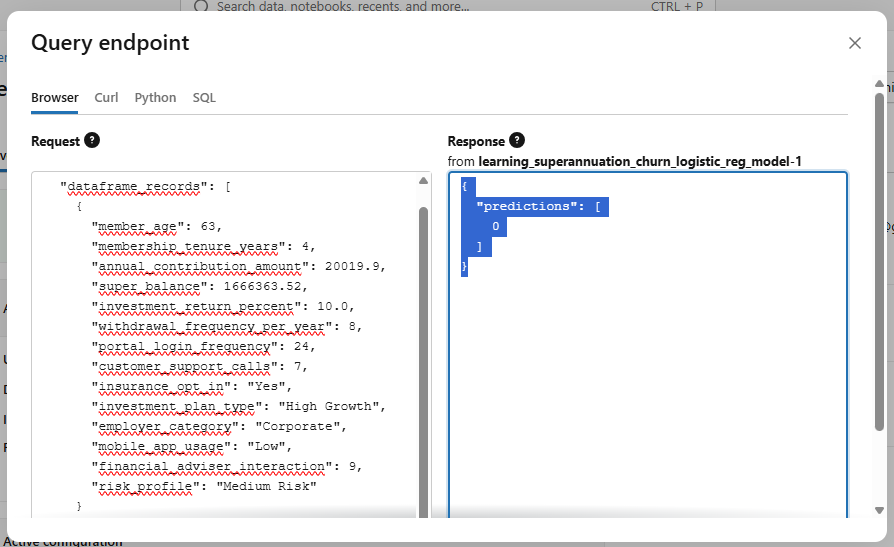 Search data, notebooks, recents, and more...
CTRL + P
Query endpoint
Browser
Curl
Python
SQL
Request ?
Response ?
from learning_superannuation_churn_logistic_reg_model-1
"dataframe_records": [
{
"member_age": 63,
"membership_tenure_years": 4,
"annual_contribution_amount": 20019.9,
"super_balance": 1666363.52,
"investment_return_percent": 10.0,
"withdrawal_frequency_per_year": 8,
"portal_login_frequency": 24,
"customer_support_calls": 7,
"insurance_opt_in": "Yes",
"investment_plan_type": "High Growth",
"employer_category": "Corporate",
"mobile_app_usage": "Low",
"financial_adviser_interaction": 9,
"risk_profile": "Medium Risk"
}
{
"predictions": [
0
]
}
Active configuration